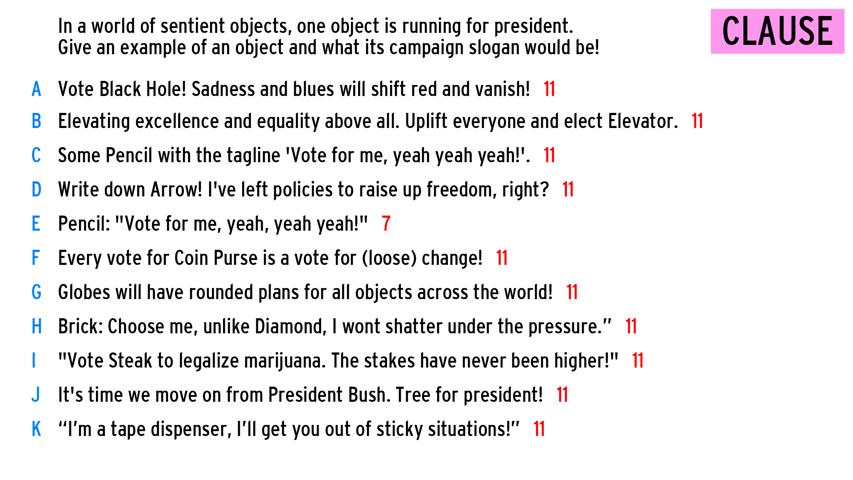 In a world of sentient objects, one object is running for president.
Give an example of an object and what its campaign slogan would be!
CLAUSE
A Vote Black Hole! Sadness and blues will shift red and vanish! 11
B Elevating excellence and equality above all. Uplift everyone and elect Elevator. 11
C Some Pencil with the tagline 'Vote for me, yeah yeah yeah!'. 11
D Write down Arrow! I've left policies to raise up freedom, right? 11
E Pencil: "Vote for me, yeah, yeah yeah!" 7
F Every vote for Coin Purse is a vote for (loose) change! 11
G Globes will have rounded plans for all objects across the world! 11
H Brick: Choose me, unlike Diamond, I wont shatter under the pressure.” 11
I "Vote Steak to legalize marijuana. The stakes have never been higher!" 11
J It's time we move on from President Bush. Tree for president! 11
K “I’m a tape dispenser, I’ll get you out of sticky situations!” 11